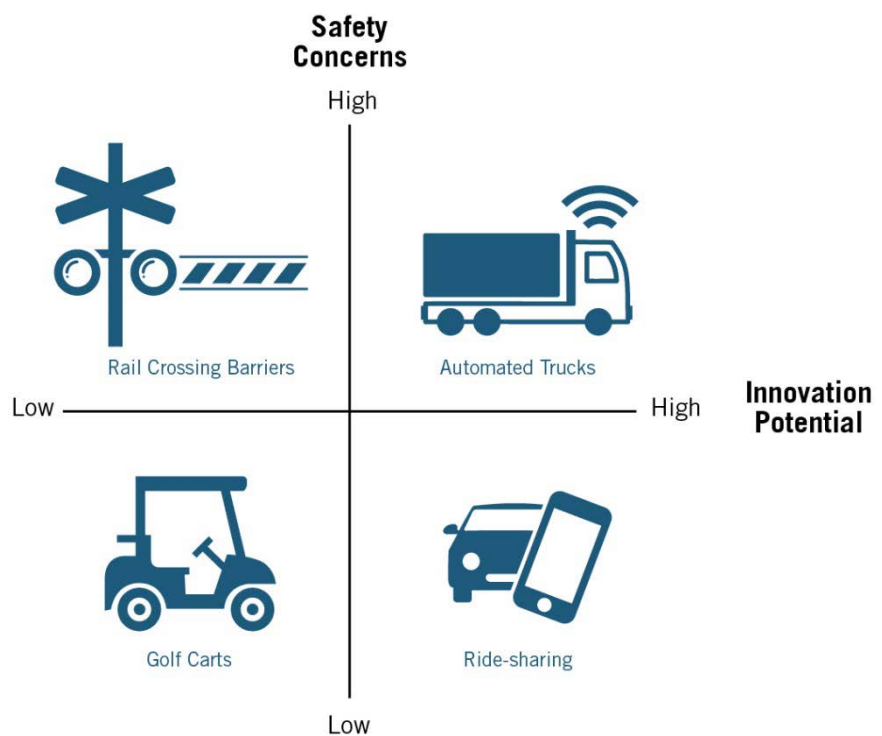 Safety
Concerns
High
Rail Crossing Barriers
Automated Trucks
Low
High
Innovation
Potential
Golf Carts
Ride-sharing
Low